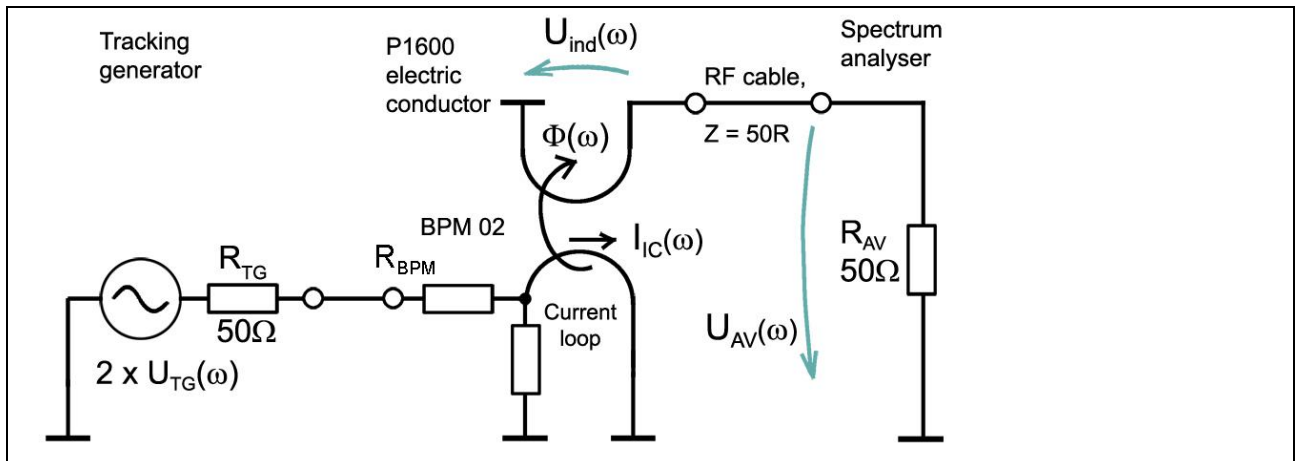 Tracking
generator
P1600
electric
conductor
U_ind(ω)
Spectrum
analyser
RF cable,
Z = 50R
Φ(ω)
BPM 02
I_IC(ω)
R_TG
50Ω
R_BPM
Current
loop
R_AV
50Ω
U_AV(ω)
2 x U_TG(ω)